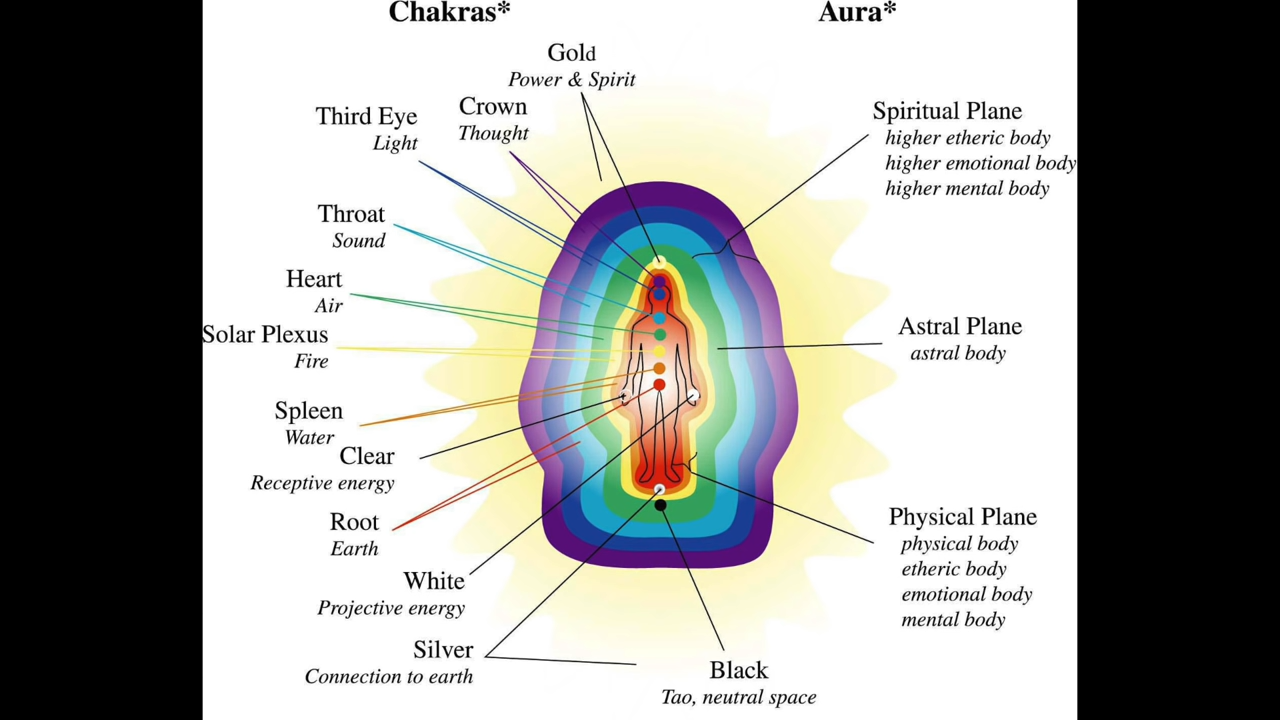 Chakras*
Aura*
Gold
Power & Spirit
Crown
Thought
Third Eye
Light
Throat
Sound
Heart
Air
Solar Plexus
Fire
Spleen
Water
Clear
Receptive energy
Root
Earth
White
Projective energy
Silver
Connection to earth
Black
Tao, neutral space
Spiritual Plane
higher etheric body
higher emotional body
higher mental body
Astral Plane
astral body
Physical Plane
physical body
etheric body
emotional body
mental body